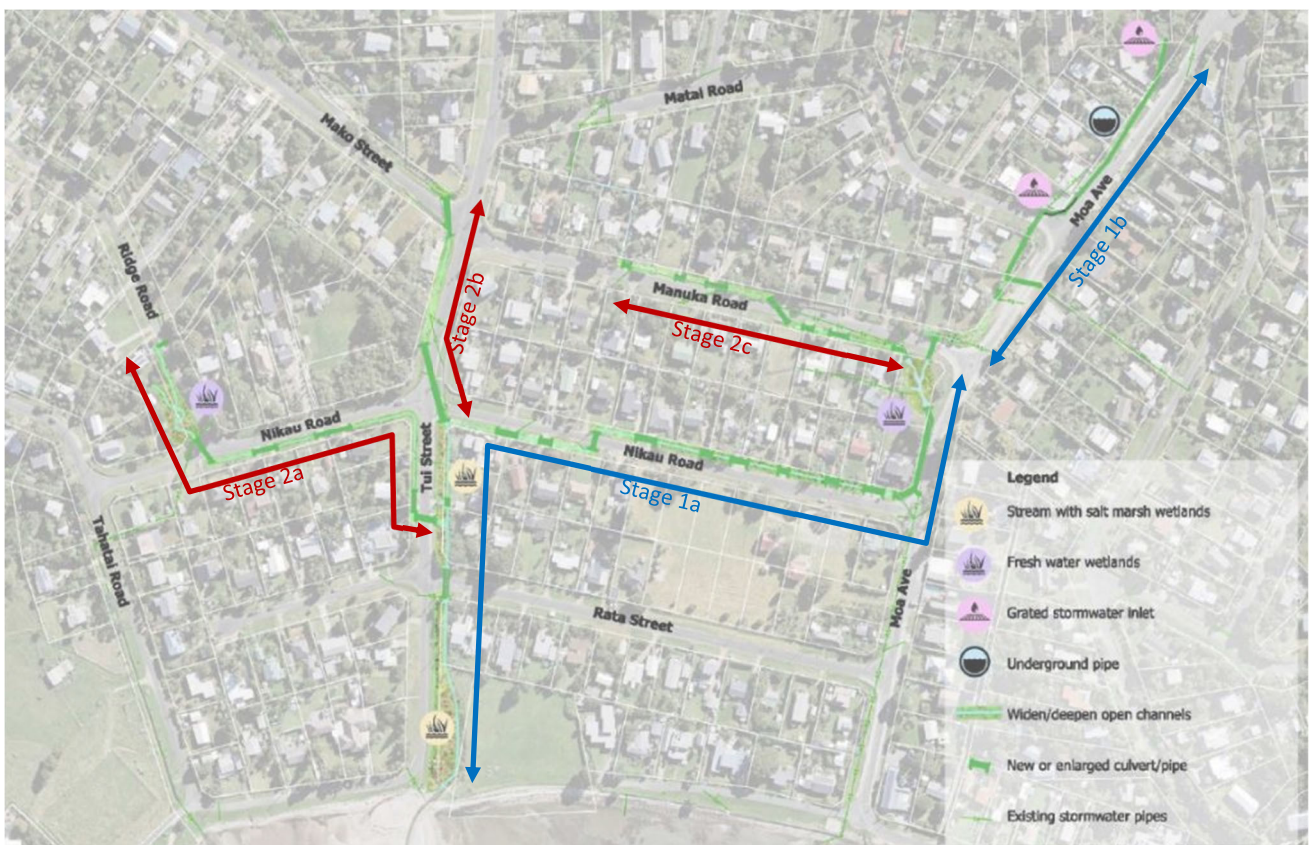 Matai Road
Mako Street
Moa Ave
Stage 1b
Ridge Road
Stage 2b
Manuka Road
Stage 2c
Nikau Road
Tui Street
Nikau Road
Stage 2a
Stage 1a
Tahatai Road
Moa Ave
Rata Street
Legend
Stream with salt marsh wetlands
Fresh water wetlands
Grated stormwater inlet
Underground pipe
Widen/deepen open channels
New or enlarged culvert/pipe
Existing stormwater pipes